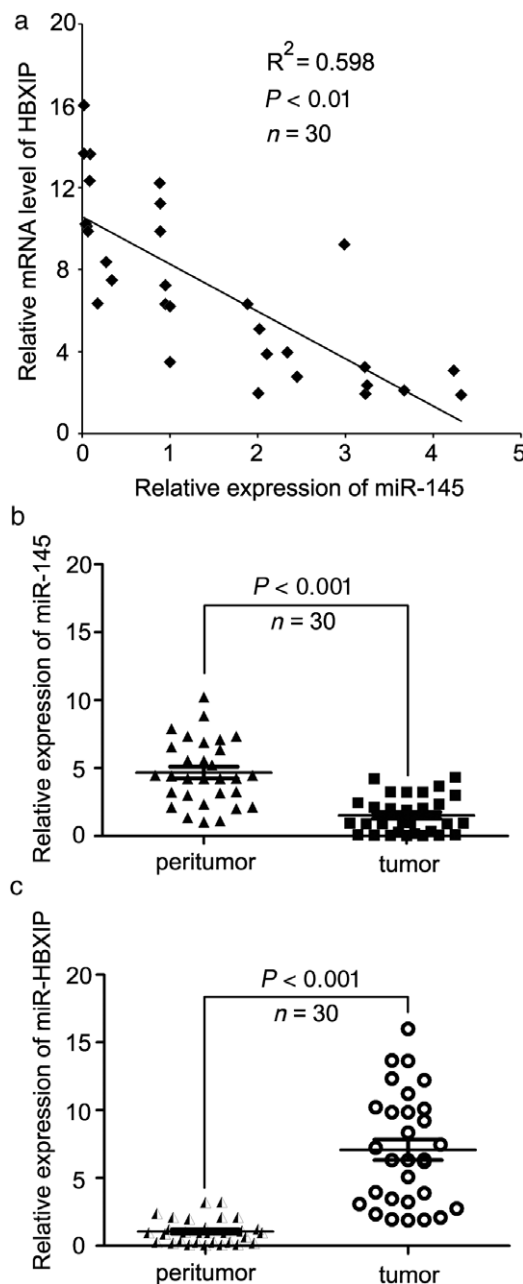 a
20
16
12
8
4
0
Relative mRNA level of HBXIP
R2 = 0.598
P < 0.01
n = 30
0 1 2 3 4 5
Relative expression of miR-145
b
20
15
10
5
0
Relative expression of miR-145
P < 0.001
n = 30
peritumor tumor
c
20
15
10
5
0
Relative expression of miR-HBXIP
P < 0.001
n = 30
peritumor tumor